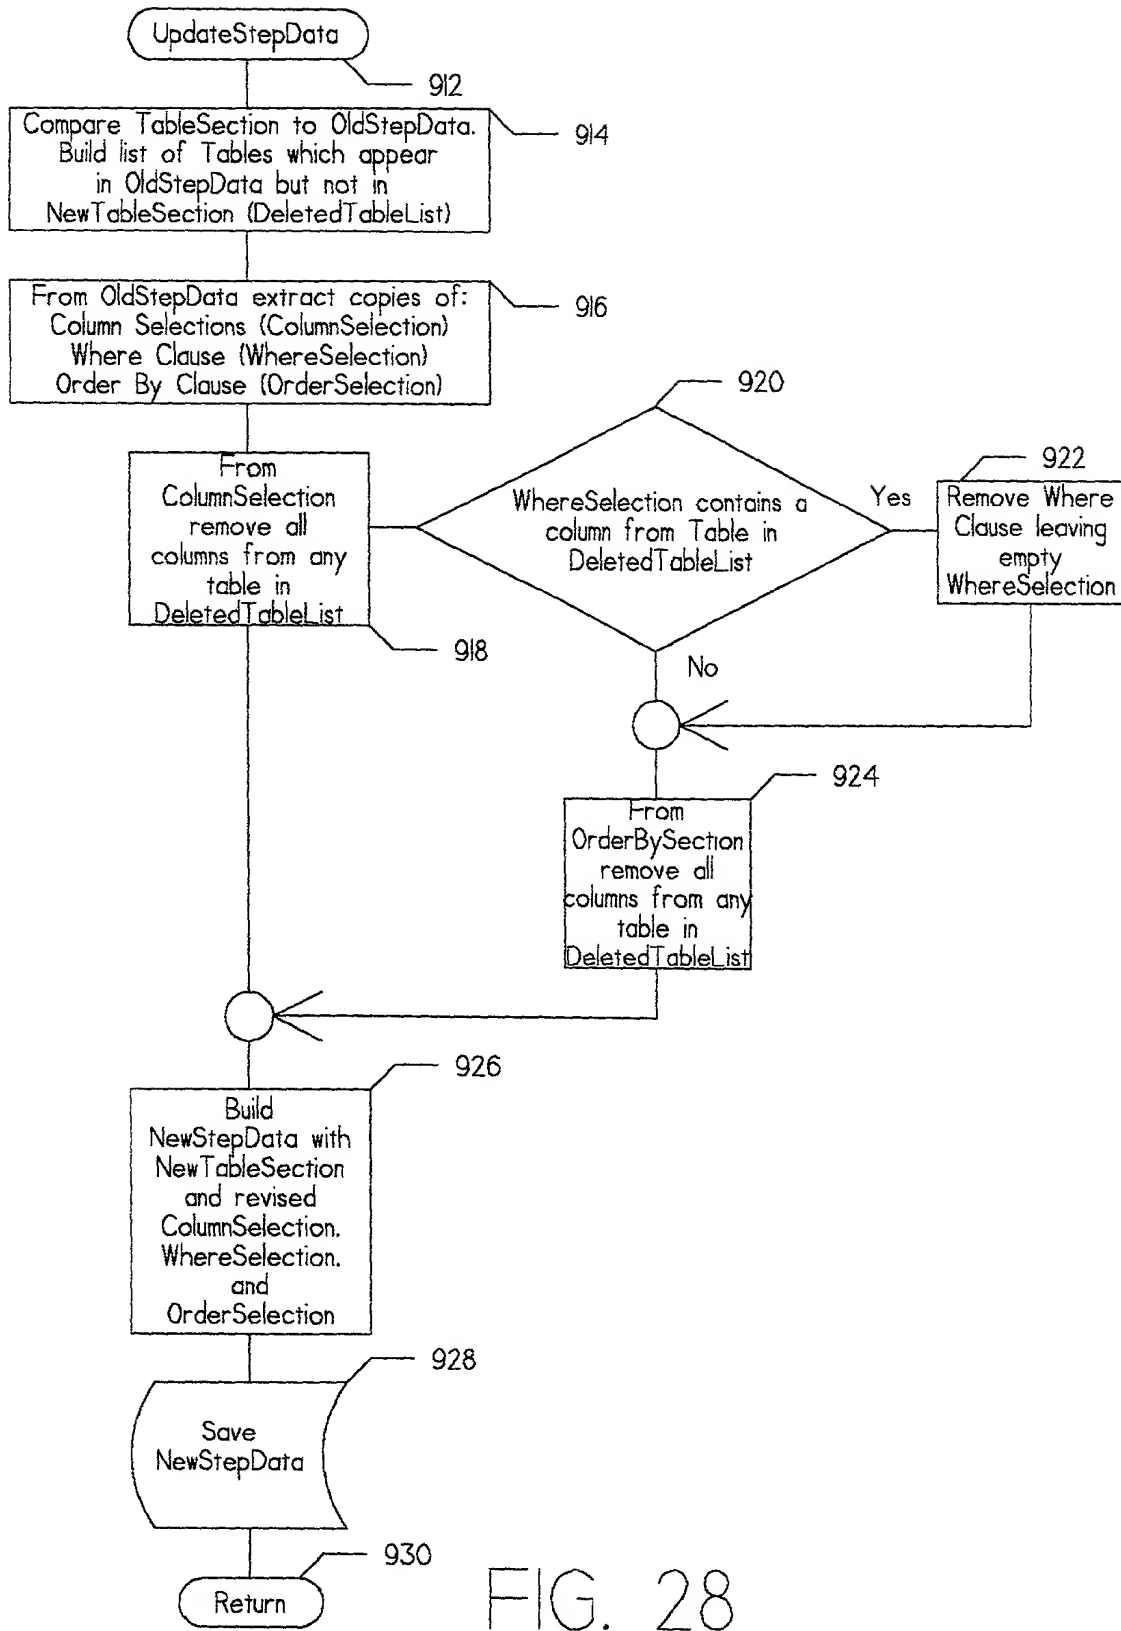 UpdateStepData
912
Compare TableSection to OldStepData.
Build list of Tables which appear
in OldStepData but not in
NewTableSection (DeletedTableList)
914
From OldStepData extract copies of:
Column Selections (ColumnSelection)
Where Clause (WhereSelection)
Order By Clause (OrderSelection)
916
From
ColumnSelection
remove all
columns from any
table in
DeletedTableList
918
920
WhereSelection contains a
column from Table in
DeletedTableList
Yes
No
922
Remove Where
Clause leaving
empty
WhereSelection
924
From
OrderBySection
remove all
columns from any
table in
DeletedTableList
926
Build
NewStepData with
NewTableSection
and revised
ColumnSelection.
WhereSelection.
and
OrderSelection
928
Save
NewStepData
930
Return
FIG. 28